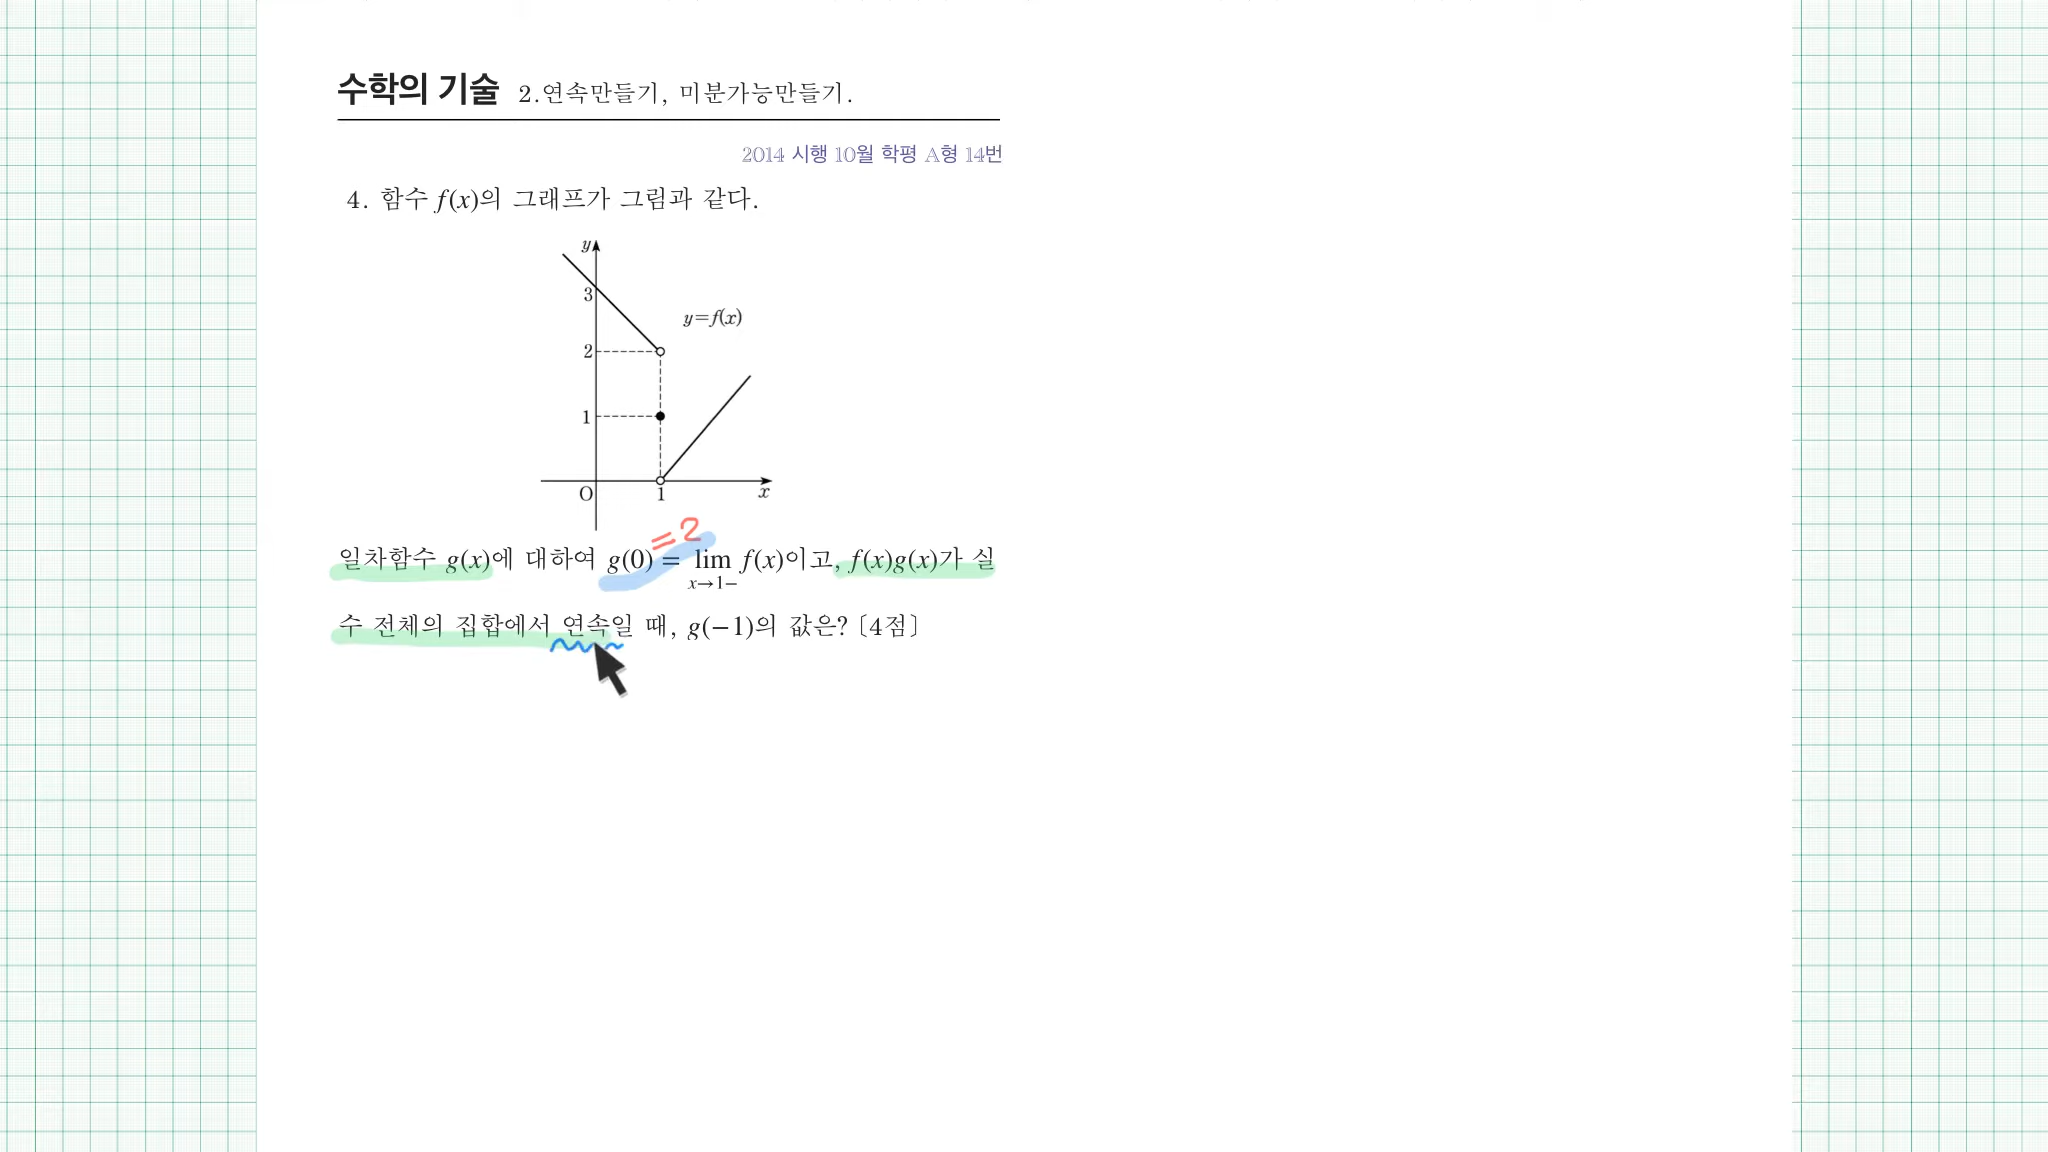 수학의 기술 2.연속만들기, 미분가능만들기.
2014 시행 10월 학평 A형 14번
4. 함수 f(x)의 그래프가 그림과 같다.
y
3
y=f(x)
2
1
O 1 x
=2
일차함수 g(x)에 대하여 g(0) = lim f(x)이고, f(x)g(x)가 실
x→1−
수 전체의 집합에서 연속일 때, g(−1)의 값은? [4점]